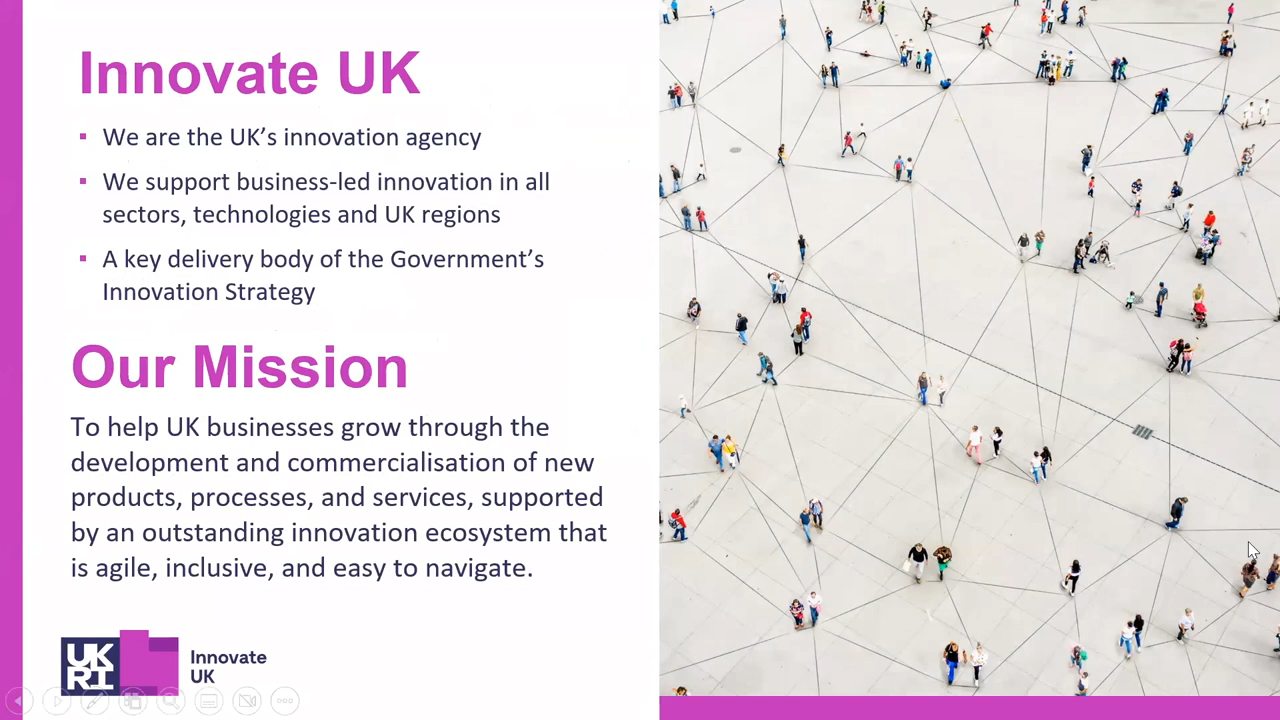 Innovate UK
▪ We are the UK’s innovation agency
▪ We support business-led innovation in all
sectors, technologies and UK regions
▪ A key delivery body of the Government’s
Innovation Strategy
Our Mission
To help UK businesses grow through the
development and commercialisation of new
products, processes, and services, supported
by an outstanding innovation ecosystem that
is agile, inclusive, and easy to navigate.
UK
RI
Innovate
UK